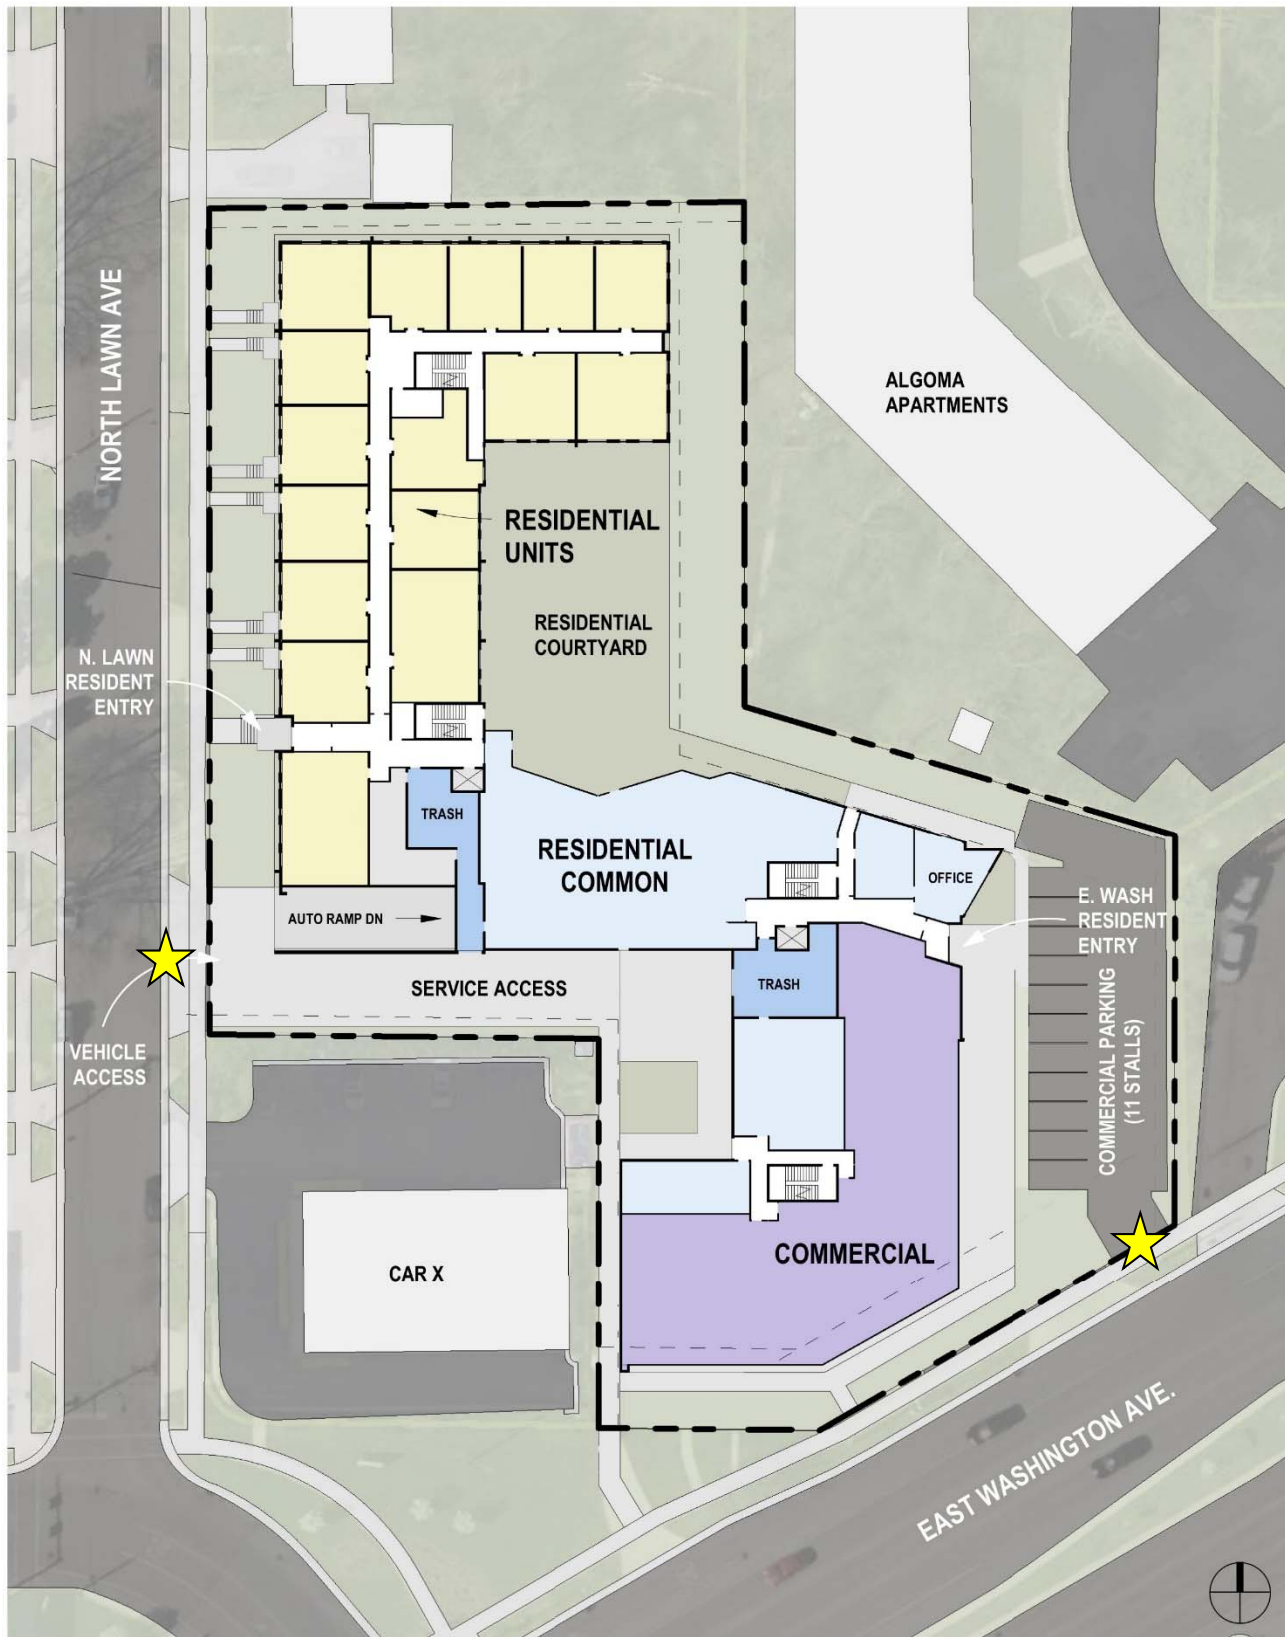 NORTH LAWN AVE
ALGOMA
APARTMENTS
RESIDENTIAL
UNITS
RESIDENTIAL
COURTYARD
N. LAWN
RESIDENT
ENTRY
TRASH
RESIDENTIAL
COMMON
OFFICE
AUTO RAMP DN
E. WASH
RESIDENT
ENTRY
SERVICE ACCESS
TRASH
VEHICLE
ACCESS
COMMERCIAL PARKING
(11 STALLS)
COMMERCIAL
CAR X
EAST WASHINGTON AVE.